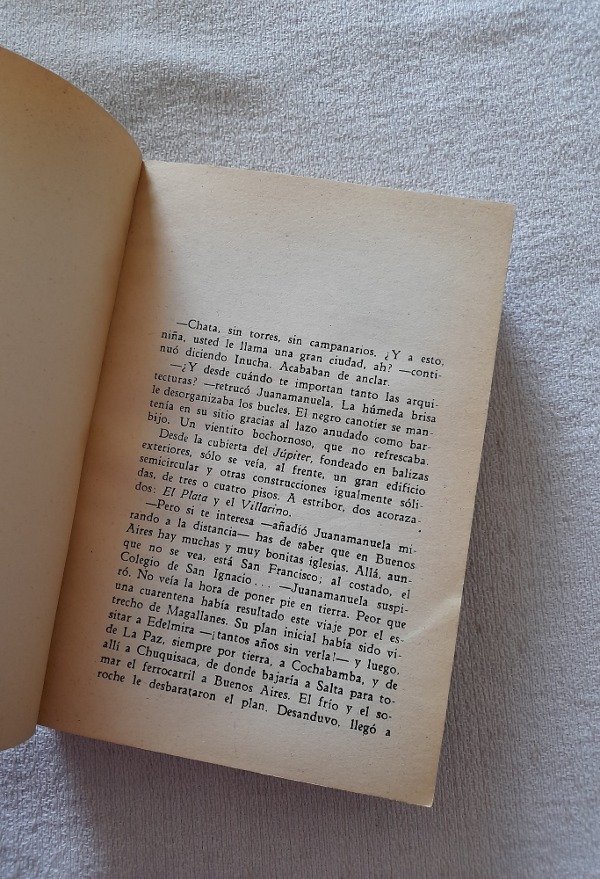 —Chata, sin torres, sin campanarios. ¿Y a esto,
niña, usted le llama una gran ciudad, ah? —conti-
nuó diciendo Inucha. Acababan de anclar.
—¿Y desde cuándo te importan tanto las arqui-
tecturas? —retrucó Juanamanuela. La húmeda brisa
le desorganizaba los bucles. El negro canotier se man-
tenía en su sitio gracias al lazo anudado como bar-
bijo. Un vientito bochornoso, que no refrescaba.
Desde la cubierta del Júpiter, fondeado en balizas
exteriores, sólo se veía, al frente, un gran edificio
semicircular y otras construcciones igualmente sóli-
das, de tres o cuatro pisos. A estribor, dos acoraza-
dos: El Plata y el Villarino.
—Pero si te interesa —añadió Juanamanuela mi-
rando a la distancia— has de saber que en Buenos
Aires hay muchas y muy bonitas iglesias. Allá, aun-
que no se vea, está San Francisco; al costado, el
Colegio de San Ignacio... —Juanamanuela suspi-
ró. No veía la hora de poner pie en tierra. Peor que
una cuarentena había resultado este viaje por el es-
trecho de Magallanes. Su plan inicial había sido vi-
sitar a Edelmira —¡tantos años sin verla!— y luego,
de La Paz, siempre por tierra, a Cochabamba, y de
allí a Chuquisaca, de donde bajaría a Salta para to-
mar el ferrocarril a Buenos Aires. El frío y el so-
roche le desbarataron el plan. Desanduvo, llegó a